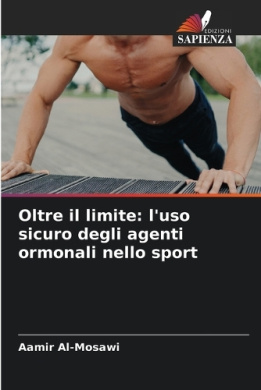 EDIZIONI
SAPIENZA
Oltre il limite: l'uso
sicuro degli agenti
ormonali nello sport
Aamir Al-Mosawi